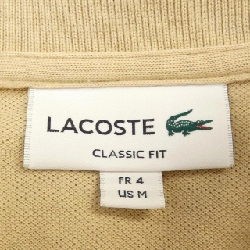 LACOSTE
CLASSIC FIT
FR 4
US M